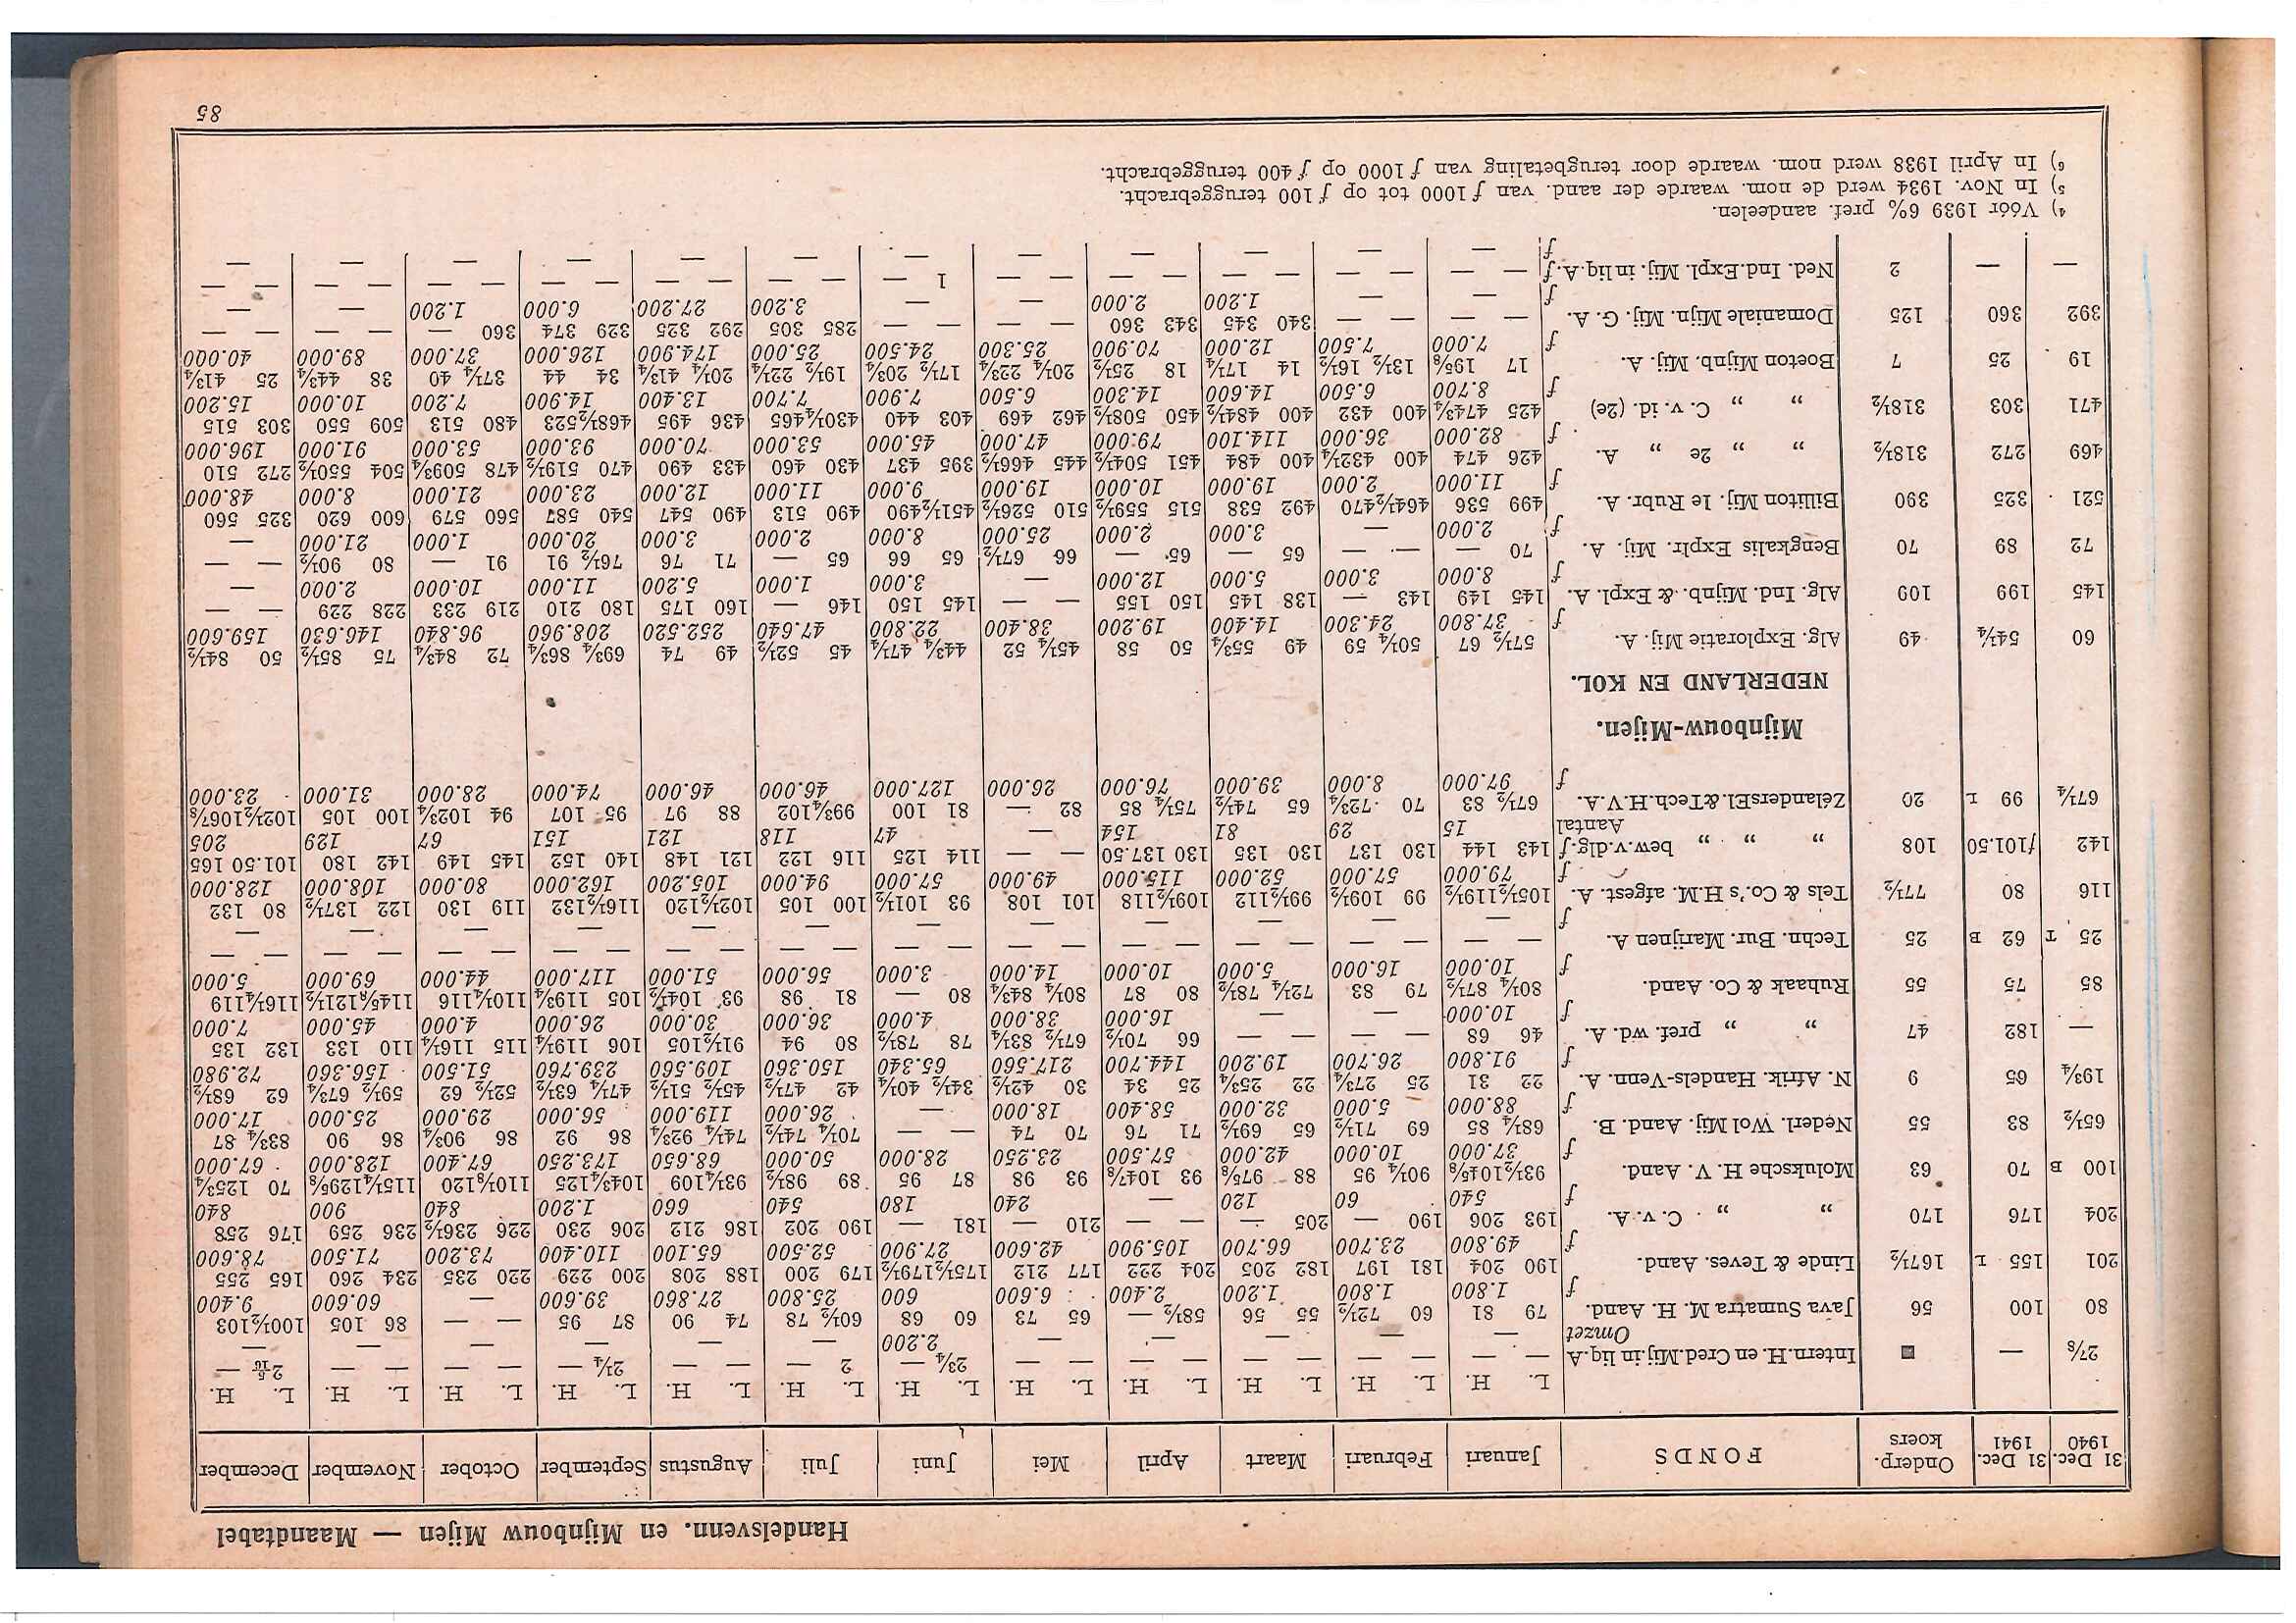 Handelsvenn. en Mijnbouw Mijen — Maandtabel
31 Dec. 1940 | 31 Dec. 1941 | Onderp. koers | FONDS | Januari | Februari | Maart | April | Mei | Juni | Juli | Augustus | September | October | November | December
L. H. | L. H. | L. H. | L. H. | L. H. | L. H. | L. H. | L. H. | L. H. | L. H. | L. H. | L. H.
2⅞ | — | ■ | Intern. H. en Cred. Mij. in liq. A. | — — | — — | — — | — — | — — | 2¾ — | 2 — | — — | 2¼ — | — — | — — | 2 5/16 —
Omzet | — | — | — | — | — | 2.200 | — | — | — | — | — | —
80 | 100 | 56 | Java Sumatra M. H. Aand. | 79 81 | 60 72½ | 55 56 | 58½ — | 65 73 | 60 68 | 60½ 78 | 74 90 | 87 95 | — — | 86 105 | 100½ 103
f | 1.800 | 1.800 | 1.200 | 2.400 | 6.600 | 600 | 25.800 | 27.860 | 39.600 | — | 60.600 | 9.400
201 | 155 L | 167½ | Linde & Teves. Aand. | 190 204 | 181 197 | 182 205 | 204 222 | 177 212 | 175½ 179½ | 179 200 | 188 208 | 200 229 | 220 235 | 234 260 | 165 255
f | 49.800 | 23.700 | 66.700 | 105.900 | 42.600 | 27.900 | 52.500 | 65.100 | 110.400 | 73.200 | 71.500 | 78.600
204 | 176 | 170 | „ „ C. v. A. | 193 206 | 190 — | 205 — | — — | 210 — | 181 — | 190 202 | 186 212 | 206 230 | 226 236½ | 236 259 | 176 258
f | 540 | 60 | 120 | — | 240 | 180 | 540 | 660 | 1.200 | 840 | 900 | 840
100 B | 70 | 63 | Moluksche H. V. Aand. | 93½ 104⅝ | 90¼ 95 | 88 97⅝ | 93 104⅞ | 93 98 | 87 95 | 89 98½ | 93¼ 109 | 104¾ 125 | 110⅛ 120 | 115¼ 129⅝ | 70 125¾
f | 37.000 | 10.000 | 42.000 | 57.500 | 23.250 | 28.000 | 50.000 | 68.650 | 173.250 | 67.400 | 128.000 | 67.000
65½ | 83 | 55 | Nederl. Wol Mij. Aand. B. | 68¼ 85 | 69 71½ | 65 69½ | 71 76 | 70 74 | — — | 70¼ 74½ | 74¼ 92¾ | 86 92 | 86 90¾ | 86 90 | 83¾ 87
f | 88.000 | 5.000 | 32.000 | 58.400 | 18.000 | — | 26.000 | 119.000 | 56.000 | 29.000 | 25.000 | 17.000
19¾ | 65 | 9 | N. Afrik. Handels-Venn. A. | 22 31 | 25 27¾ | 22 25¾ | 25 34 | 30 42½ | 34½ 40¼ | 42 47½ | 45½ 51½ | 47¼ 63½ | 52½ 62 | 59½ 67¾ | 62 68½
f | 91.800 | 26.700 | 19.200 | 144.700 | 217.560 | 65.340 | 150.360 | 109.560 | 239.760 | 51.500 | 156.360 | 72.980
— | 182 | 47 | „ „ pref. wd. A. | 46 68 | — — | — — | 66 70½ | 67½ 83¼ | 78 78½ | 80 94 | 91½ 105 | 106 119¼ | 115 116¼ | 110 133 | 132 135
f | 10.000 | | | 16.000 | 38.000 | 4.000 | 36.000 | 30.000 | 26.000 | 4.000 | 45.000 | 7.000
85 | 75 | 55 | Ruhaak & Co. Aand. | 80¼ 87½ | 79 83 | 72¼ 78½ | 80 87 | 80¼ 84¾ | 80 — | 81 98 | 93 104½ | 105 119¾ | 110¼ 116 | 114⅝ 121½ | 116¼ 119
f | 10.000 | 16.000 | 5.000 | 10.000 | 14.000 | 3.000 | 56.000 | 51.000 | 117.000 | 44.000 | 69.000 | 5.000
25 T | 62 B | 25 | Techn. Bur. Marijnen A. | — — | — — | — — | — — | — — | — — | — — | — — | — — | — — | — — | — —
f | — | — | — | — | — | — | — | — | — | — | — | —
116 | 80 | 77½ | Tels & Co.'s H.M. afgest. A. | 105½ 119½ | 99 109½ | 99½ 112 | 109½ 118 | 101 108 | 93 101½ | 100 105 | 102½ 120 | 116½ 132 | 119 130 | 122 137½ | 80 132
f | 79.000 | 57.000 | 52.000 | 115.000 | 49.000 | 57.000 | 94.000 | 105.200 | 162.000 | 80.000 | 108.000 | 128.000
142 | f101.50 | 108 | „ „ „ bew.v.dlg. f | 143 144 | 130 137 | 130 135 | 130 137.50 | — — | 114 125 | 116 122 | 121 148 | 140 152 | 145 149 | 142 180 | 101.50 165
Aantal | 15 | 29 | 81 | 154 | — | 47 | 118 | 121 | 151 | 67 | 129 | 205
67¼ | 99 L | 20 | Zélanders El. & Tech. H.V.A. | 67½ 83 | 70 72¾ | 65 74½ | 75¼ 85 | 82 — | 81 100 | 99¾ 102 | 88 97 | 95 107 | 94 102¾ | 100 105 | 102½ 106⅞
f | 97.000 | 8.000 | 39.000 | 76.000 | 26.000 | 127.000 | 46.000 | 46.000 | 74.000 | 28.000 | 31.000 | 23.000
Mijnbouw-Mijen.
NEDERLAND EN KOL.
60 | 54¼ | 49 | Alg. Exploratie Mij. A. | 57½ 67 | 50¼ 59 | 49 55¾ | 50 58 | 45¼ 52 | 44¾ 47¼ | 45 52½ | 49 74 | 69¾ 86¾ | 72 84¾ | 75 85½ | 50 84½
f | 37.800 | 24.300 | 14.400 | 19.200 | 38.400 | 22.800 | 47.640 | 252.520 | 208.960 | 96.840 | 146.630 | 159.600
145 | 199 | 109 | Alg. Ind. Mijnb. & Expl. A. | 145 149 | 143 — | 138 145 | 150 155 | — — | 145 150 | 146 — | 160 175 | 180 210 | 219 233 | 228 229 | — —
f | 8.000 | 3.000 | 5.000 | 12.000 | — | 3.000 | 1.000 | 5.200 | 11.000 | 10.000 | 2.000 | —
72 | 89 | 70 | Bengkalis Explr. Mij. A. | 70 — | — — | 65 — | 65 — | 66 67½ | 65 66 | 65 — | 71 76 | 76½ 91 | 91 — | 80 90½ | — —
f | 2.000 | — | 3.000 | 2.000 | 25.000 | 8.000 | 2.000 | 3.000 | 20.000 | 1.000 | 21.000 | —
521 | 325 | 390 | Billiton Mij. 1e Rubr. A. | 499 536 | 464½ 470 | 492 538 | 515 559½ | 510 526½ | 451½ 490 | 490 513 | 490 547 | 540 587 | 560 579 | 600 620 | 325 560
f | 11.000 | 2.000 | 19.000 | 10.000 | 19.000 | 9.000 | 11.000 | 12.000 | 23.000 | 21.000 | 8.000 | 48.000
469 | 272 | 318½ | „ „ 2e „ A. | 426 474 | 400 432¼ | 400 484 | 451 504½ | 445 466½ | 395 437 | 430 460 | 433 490 | 470 519½ | 478 509¾ | 504 550½ | 272 510
f | 82.000 | 36.000 | 114.100 | 79.000 | 47.000 | 45.000 | 53.000 | 70.000 | 93.000 | 53.000 | 91.000 | 196.000
471 | 303 | 318½ | „ „ C. v. id. (2e) | 425 474¾ | 400 432 | 400 484½ | 450 508½ | 462 469 | 403 440 | 430¼ 465 | 436 495 | 468½ 523 | 480 513 | 509 550 | 303 515
f | 8.700 | 6.500 | 14.600 | 14.300 | 6.500 | 7.900 | 7.700 | 13.400 | 14.900 | 7.200 | 10.000 | 15.200
19 | 25 | 7 | Boeton Mijnb. Mij. A. | 17 19⅝ | 13½ 16½ | 14 17¼ | 18 25½ | 20¼ 22¾ | 17½ 20¾ | 19½ 22¼ | 20¼ 41¾ | 34 44 | 37¼ 40 | 38 44¾ | 25 41¾
f | 7.000 | 7.500 | 12.000 | 70.900 | 25.300 | 24.500 | 25.000 | 174.900 | 126.000 | 37.000 | 89.000 | 40.000
392 | 360 | 125 | Domaniale Mijn. Mij. G. A. | — — | — — | 340 345 | 343 360 | — — | — — | 285 305 | 292 325 | 329 374 | 360 — | — — | — —
f | — | — | 1.200 | 2.000 | — | — | 3.200 | 27.200 | 6.000 | 1.200 | — | —
— | — | 2 | Ned. Ind. Expl. Mij. in liq. A. f | — — | — — | — — | — — | — — | 1 | — — | — — | — — | — — | — — | — —
f | — | — | — | — | — | — | — | — | — | — | — | —
⁴) Vóór 1939 6% pref. aandeelen.
⁵) In Nov. 1934 werd de nom. waarde der aand. van f 1000 tot op f 100 teruggebracht.
⁶) In April 1938 werd nom. waarde door terugbetaling van f 1000 op f 400 teruggebracht.
85